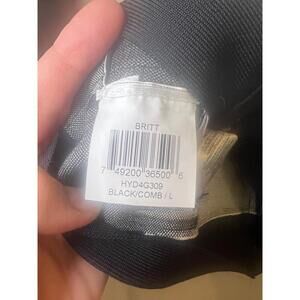 BRITT
7 49200 36500 6
HYD4G309
BLACK/COMB / L